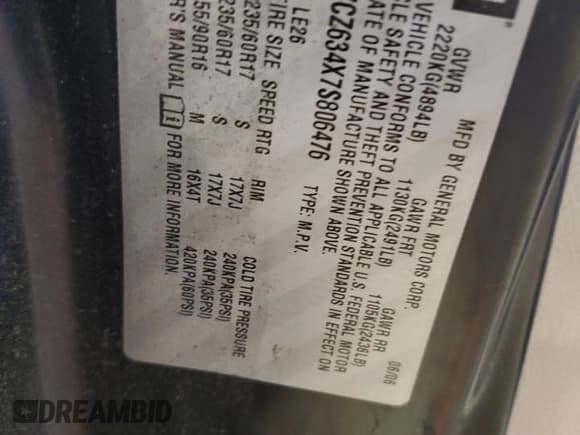 MFD BY GENERAL MOTORS CORP. 06/06
GVWR GAWR FRT GAWR RR
2220KG(4894LB) 1130KG(2491LB) 1105KG(2436LB)
VEHICLE CONFORMS TO ALL APPLICABLE U.S. FEDERAL MOTOR
SAFETY AND THEFT PREVENTION STANDARDS IN EFFECT ON
DATE OF MANUFACTURE SHOWN ABOVE.
CZ634X7S806476 TYPE: M.P.V.
LE26
TIRE SIZE SPEED RTG RIM COLD TIRE PRESSURE
235/60R17 S 17X7J 240KPA(35PSI)
235/60R17 S 17X7J 240KPA(35PSI)
55/90R16 M 16X4T 420KPA(60PSI)
R'S MANUAL FOR MORE INFORMATION
DREAMBID